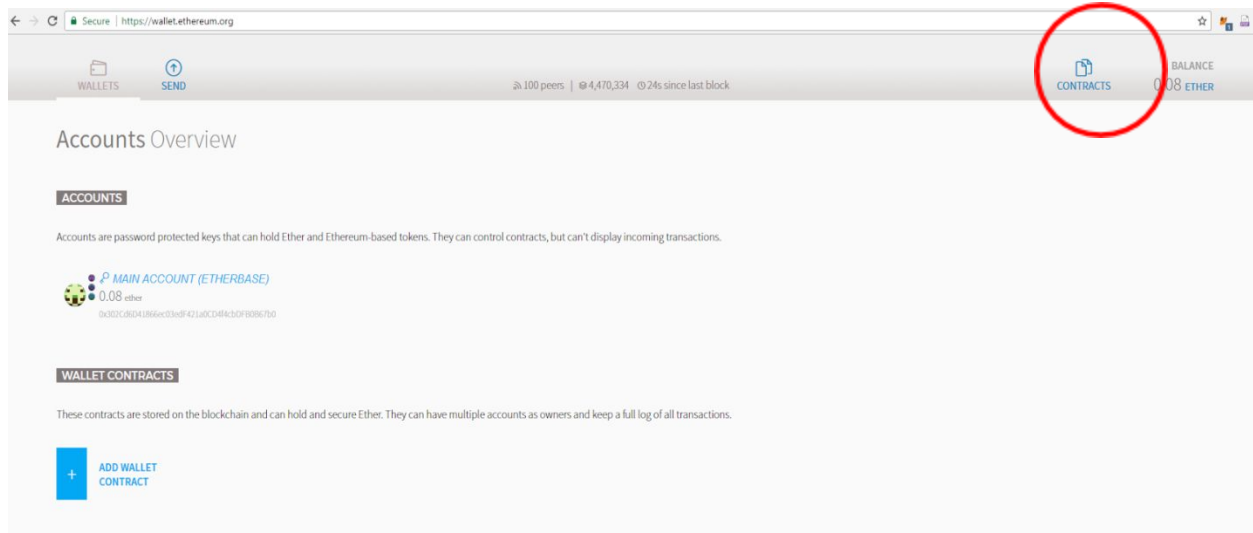 Secure | https://wallet.ethereum.org
WALLETS
SEND
100 peers | 4,470,334 24s since last block
CONTRACTS
BALANCE
0.08 ETHER
Accounts Overview
ACCOUNTS
Accounts are password protected keys that can hold Ether and Ethereum-based tokens. They can control contracts, but can't display incoming transactions.
MAIN ACCOUNT (ETHERBASE)
0.08 ether
WALLET CONTRACTS
These contracts are stored on the blockchain and can hold and secure Ether. They can have multiple accounts as owners and keep a full log of all transactions.
+ ADD WALLET
CONTRACT